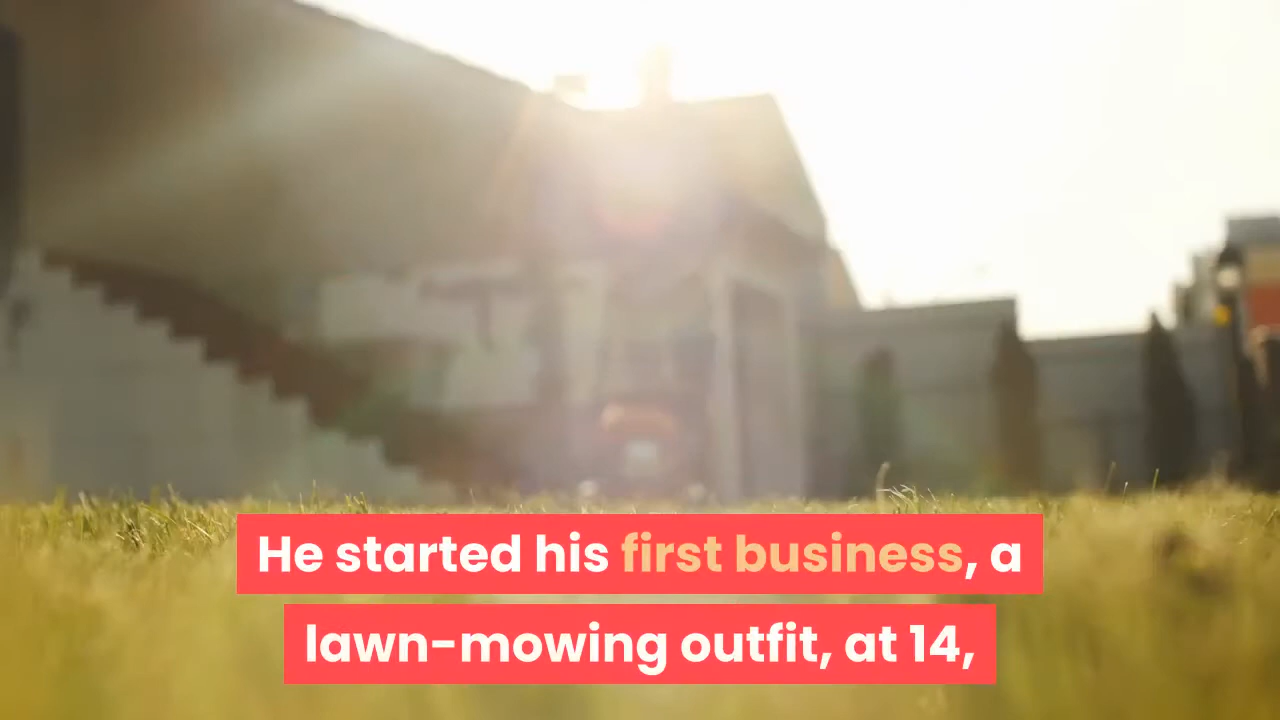 He started his first business, a
lawn-mowing outfit, at 14,